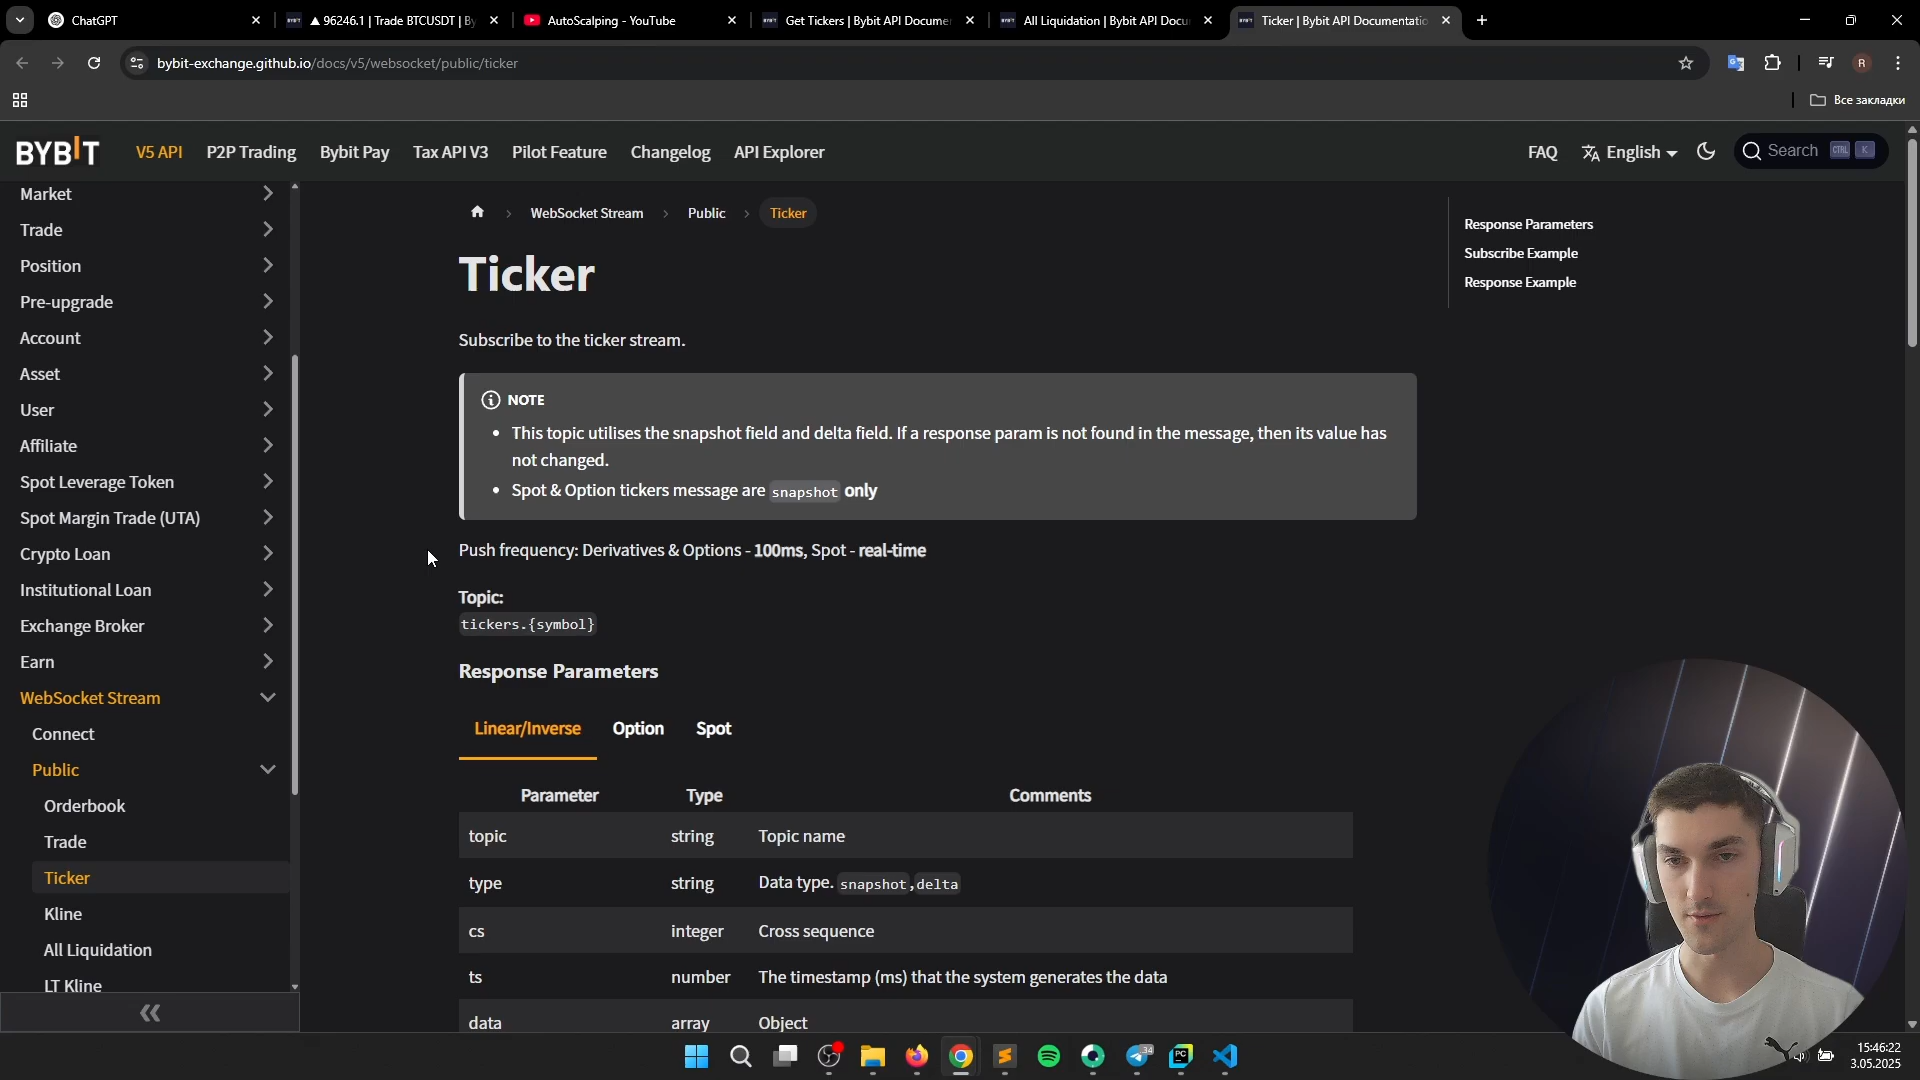 ChatGPT
▲ 96246.1 | Trade BTCUSDT | By
AutoScalping - YouTube
Get Tickers | Bybit API Docume
All Liquidation | Bybit API Docu
Ticker | Bybit API Documentatio
bybit-exchange.github.io/docs/v5/websocket/public/ticker
R
Все закладки
BYBIT
V5 API
P2P Trading
Bybit Pay
Tax API V3
Pilot Feature
Changelog
API Explorer
FAQ
English
Search
CTRL K
Market
Trade
Position
Pre-upgrade
Account
Asset
User
Affiliate
Spot Leverage Token
Spot Margin Trade (UTA)
Crypto Loan
Institutional Loan
Exchange Broker
Earn
WebSocket Stream
Connect
Public
Orderbook
Trade
Ticker
Kline
All Liquidation
LT Kline
WebSocket Stream > Public > Ticker
Ticker
Subscribe to the ticker stream.
NOTE
• This topic utilises the snapshot field and delta field. If a response param is not found in the message, then its value has
not changed.
• Spot & Option tickers message are snapshot only
Push frequency: Derivatives & Options - 100ms, Spot - real-time
Topic:
tickers.{symbol}
Response Parameters
Linear/Inverse Option Spot
Parameter Type Comments
topic string Topic name
type string Data type. snapshot,delta
cs integer Cross sequence
ts number The timestamp (ms) that the system generates the data
data array Object
Response Parameters
Subscribe Example
Response Example
34
PC
15:46:22
3.05.2025